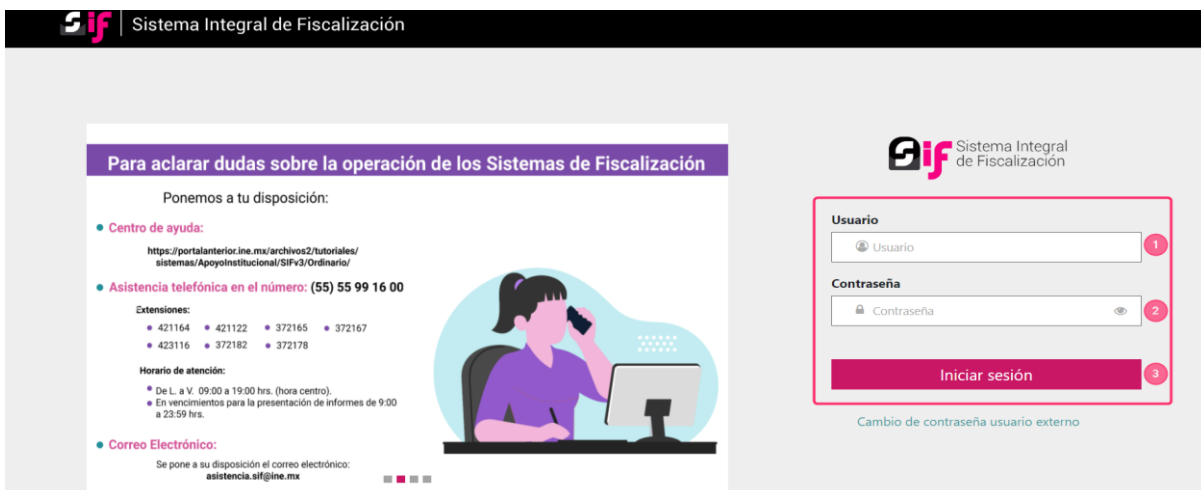 Sif Sistema Integral de Fiscalización
Para aclarar dudas sobre la operación de los Sistemas de Fiscalización
Ponemos a tu disposición:
Centro de ayuda:
https://portalanterior.ine.mx/archivos2/tutoriales/
sistemas/ApoyoInstitucional/SIFv3/Ordinario/
Asistencia telefónica en el número: (55) 55 99 16 00
Extensiones:
421164 421122 372165 372167
423116 372182 372178
Horario de atención:
De L. a V. 09:00 a 19:00 hrs. (hora centro).
En vencimientos para la presentación de informes de 9:00
a 23:59 hrs.
Correo Electrónico:
Se pone a su disposición el correo electrónico:
asistencia.sif@ine.mx
Sif Sistema Integral
de Fiscalización
Usuario
Usuario 1
Contraseña
Contraseña 2
Iniciar sesión 3
Cambio de contraseña usuario externo